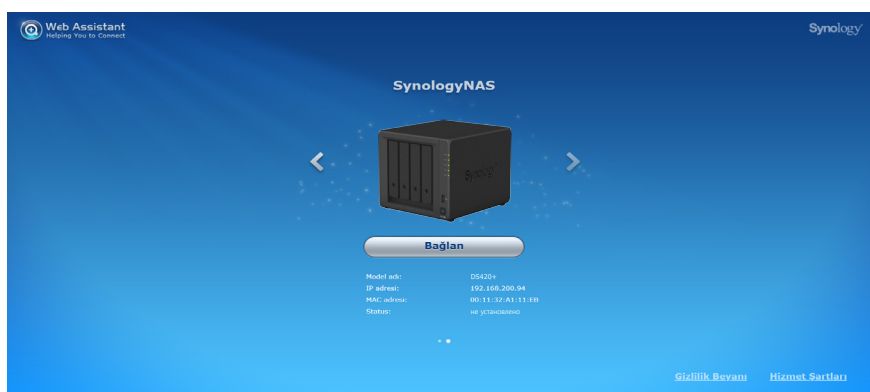 Web Assistant
Helping You to Connect
Synology
SynologyNAS
Synology
Bağlan
Model adı: DS420+
IP adresi: 192.168.200.94
MAC adresi: 00:11:32:A1:11:EB
Status: не установлено
Gizlilik Beyanı Hizmet Şartları